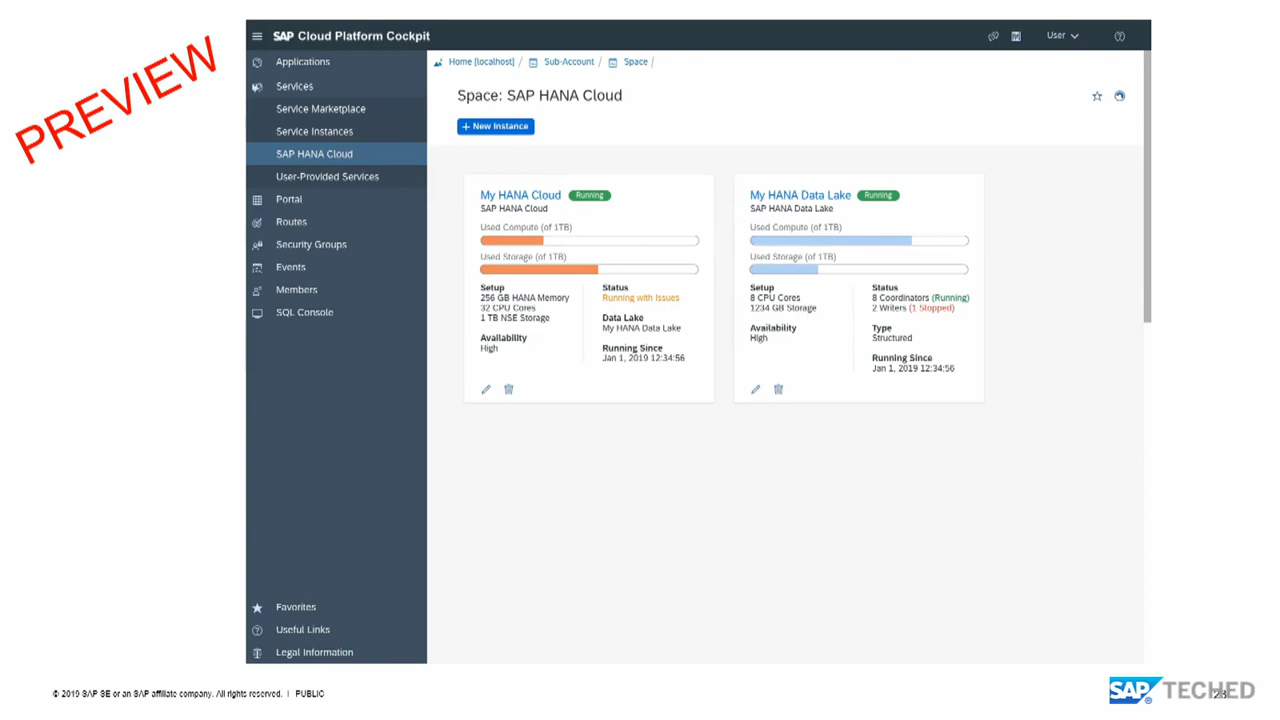 PREVIEW
SAP Cloud Platform Cockpit
User
Applications
Services
Service Marketplace
Service Instances
SAP HANA Cloud
User-Provided Services
Portal
Routes
Security Groups
Events
Members
SQL Console
Favorites
Useful Links
Legal Information
Home [localhost] / Sub-Account / Space /
Space: SAP HANA Cloud
+ New Instance
My HANA Cloud Running
SAP HANA Cloud
Used Compute (of 1TB)
Used Storage (of 1TB)
Setup
256 GB HANA Memory
32 CPU Cores
1 TB NSE Storage
Availability
High
Status
Running with Issues
Data Lake
My HANA Data Lake
Running Since
Jan 1, 2019 12:34:56
My HANA Data Lake Running
SAP HANA Data Lake
Used Compute (of 1TB)
Used Storage (of 1TB)
Setup
8 CPU Cores
1234 GB Storage
Availability
High
Status
8 Coordinators (Running)
2 Writers (1 Stopped)
Type
Structured
Running Since
Jan 1, 2019 12:34:56
© 2019 SAP SE or an SAP affiliate company. All rights reserved. | PUBLIC
SAP TECHED